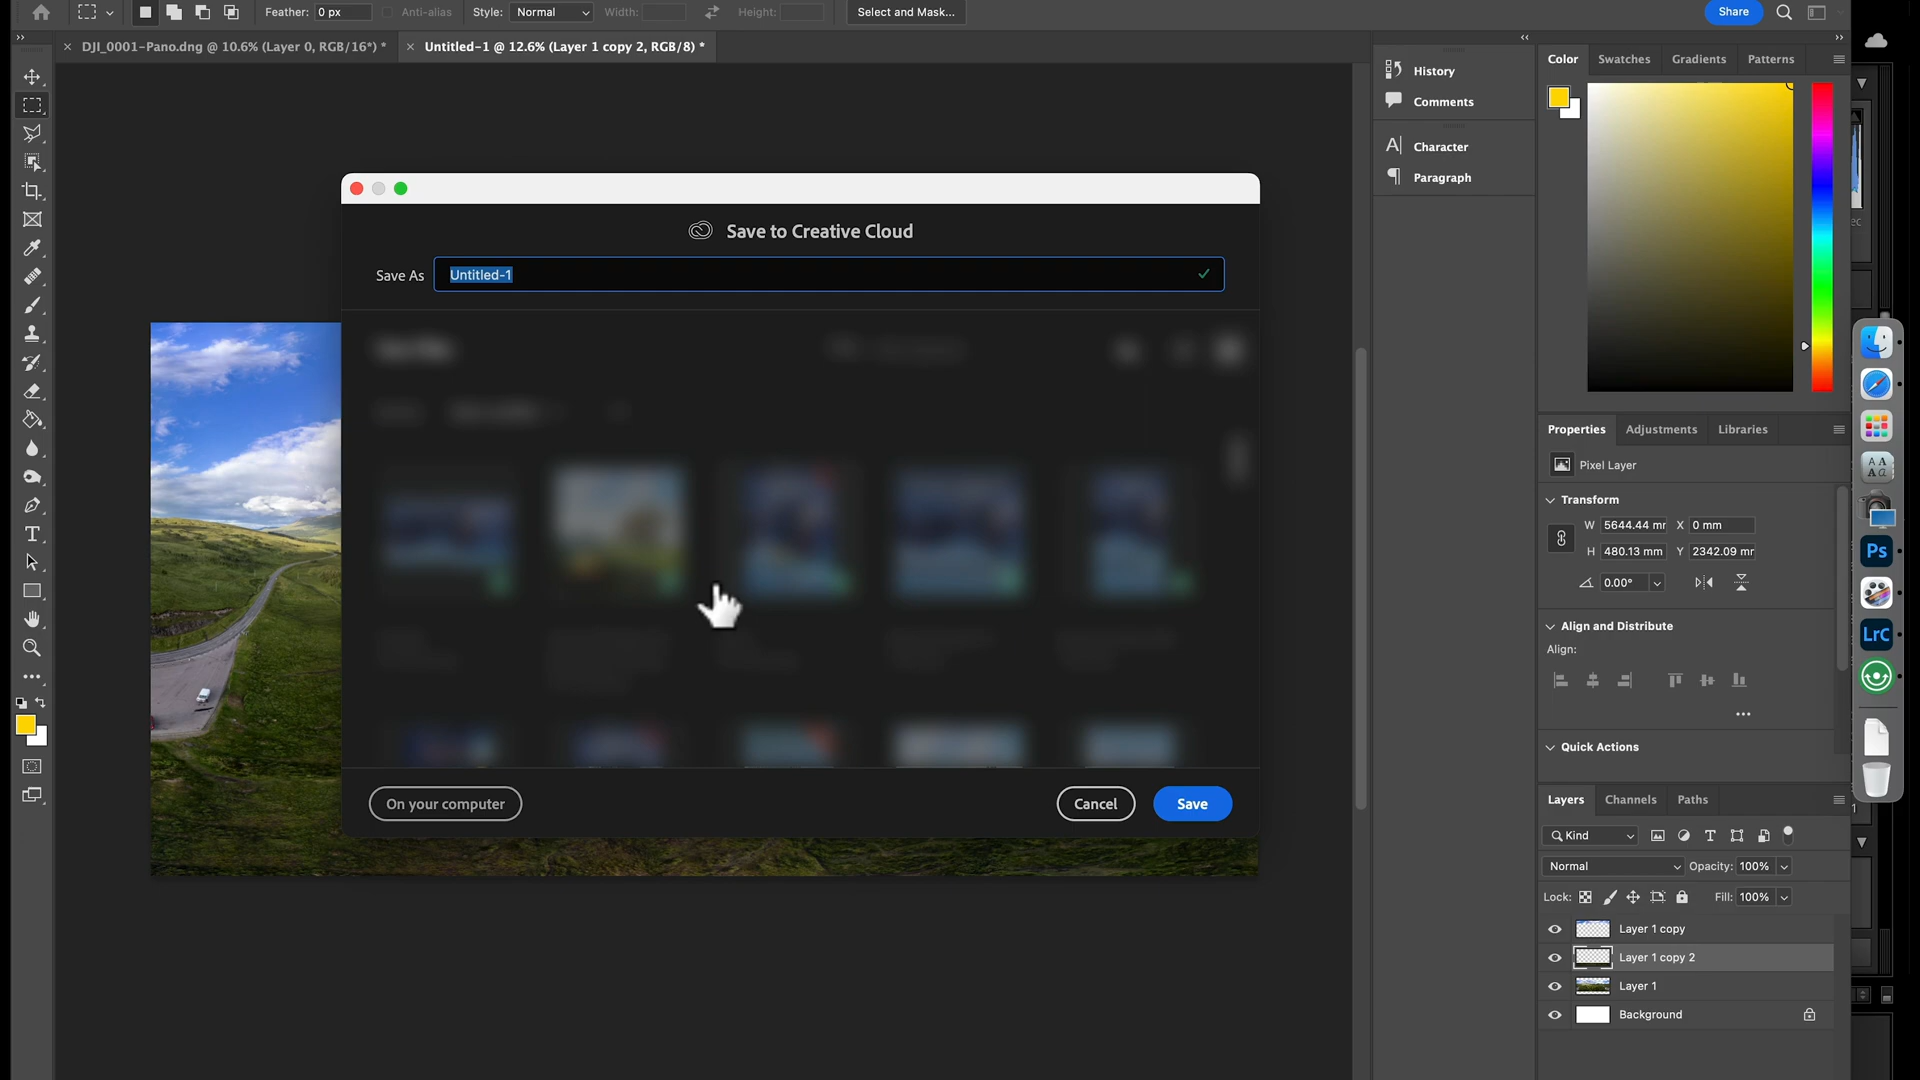 Feather: 0 px Anti-alias Style: Normal Width: Height: Select and Mask... Share
DJI_0001-Pano.dng @ 10.6% (Layer 0, RGB/16*) *
Untitled-1 @ 12.6% (Layer 1 copy 2, RGB/8) *
History
Comments
Character
Paragraph
Color Swatches Gradients Patterns
Save to Creative Cloud
Save As Untitled-1
On your computer
Cancel Save
Properties Adjustments Libraries
Pixel Layer
Transform
W 5644.44 mr X 0 mm
H 480.13 mm Y 2342.09 mr
0.00°
Align and Distribute
Align:
Quick Actions
Layers Channels Paths
Kind
Normal Opacity: 100%
Lock: Fill: 100%
Layer 1 copy
Layer 1 copy 2
Layer 1
Background
Ps
LrC